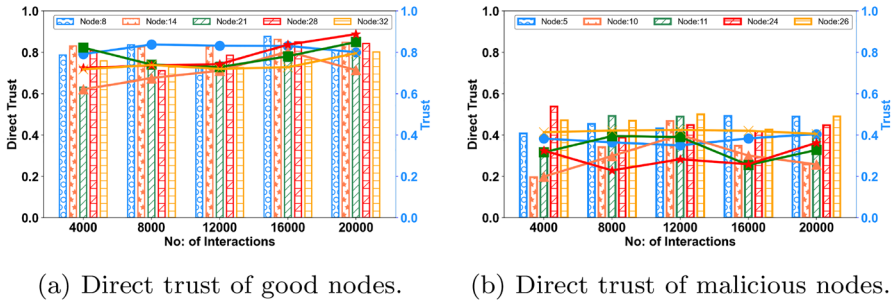 Node:8 Node:14 Node:21 Node:28 Node:32
1.0 0.8 0.6 0.4 0.2 0.0
Direct Trust
1.0 0.8 0.6 0.4 0.2 0.0
Trust
4000 8000 12000 16000 20000
No: of Interactions
(a) Direct trust of good nodes.
Node:5 Node:10 Node:11 Node:24 Node:26
1.0 0.8 0.6 0.4 0.2 0.0
Direct Trust
1.0 0.8 0.6 0.4 0.2 0.0
Trust
4000 8000 12000 16000 20000
No: of Interactions
(b) Direct trust of malicious nodes.